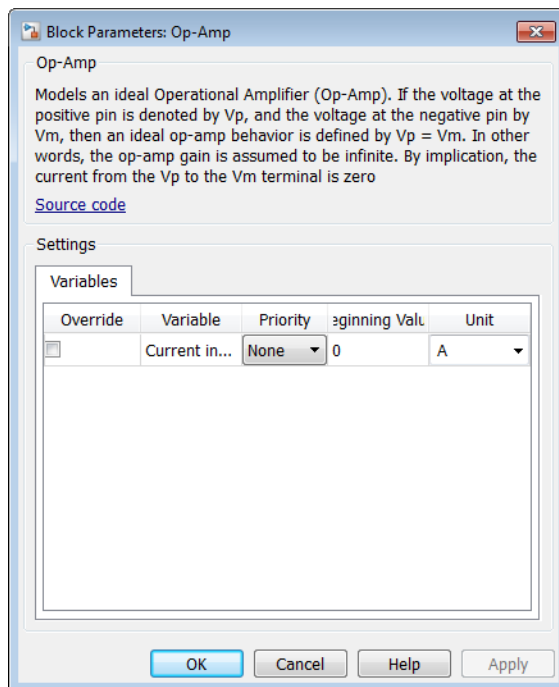 Block Parameters: Op-Amp
Op-Amp
Models an ideal Operational Amplifier (Op-Amp). If the voltage at the
positive pin is denoted by Vp, and the voltage at the negative pin by
Vm, then an ideal op-amp behavior is defined by Vp = Vm. In other
words, the op-amp gain is assumed to be infinite. By implication, the
current from the Vp to the Vm terminal is zero
Source code
Settings
Variables
Override Variable Priority eginning Valu Unit
Current in... None 0 A
OK Cancel Help Apply